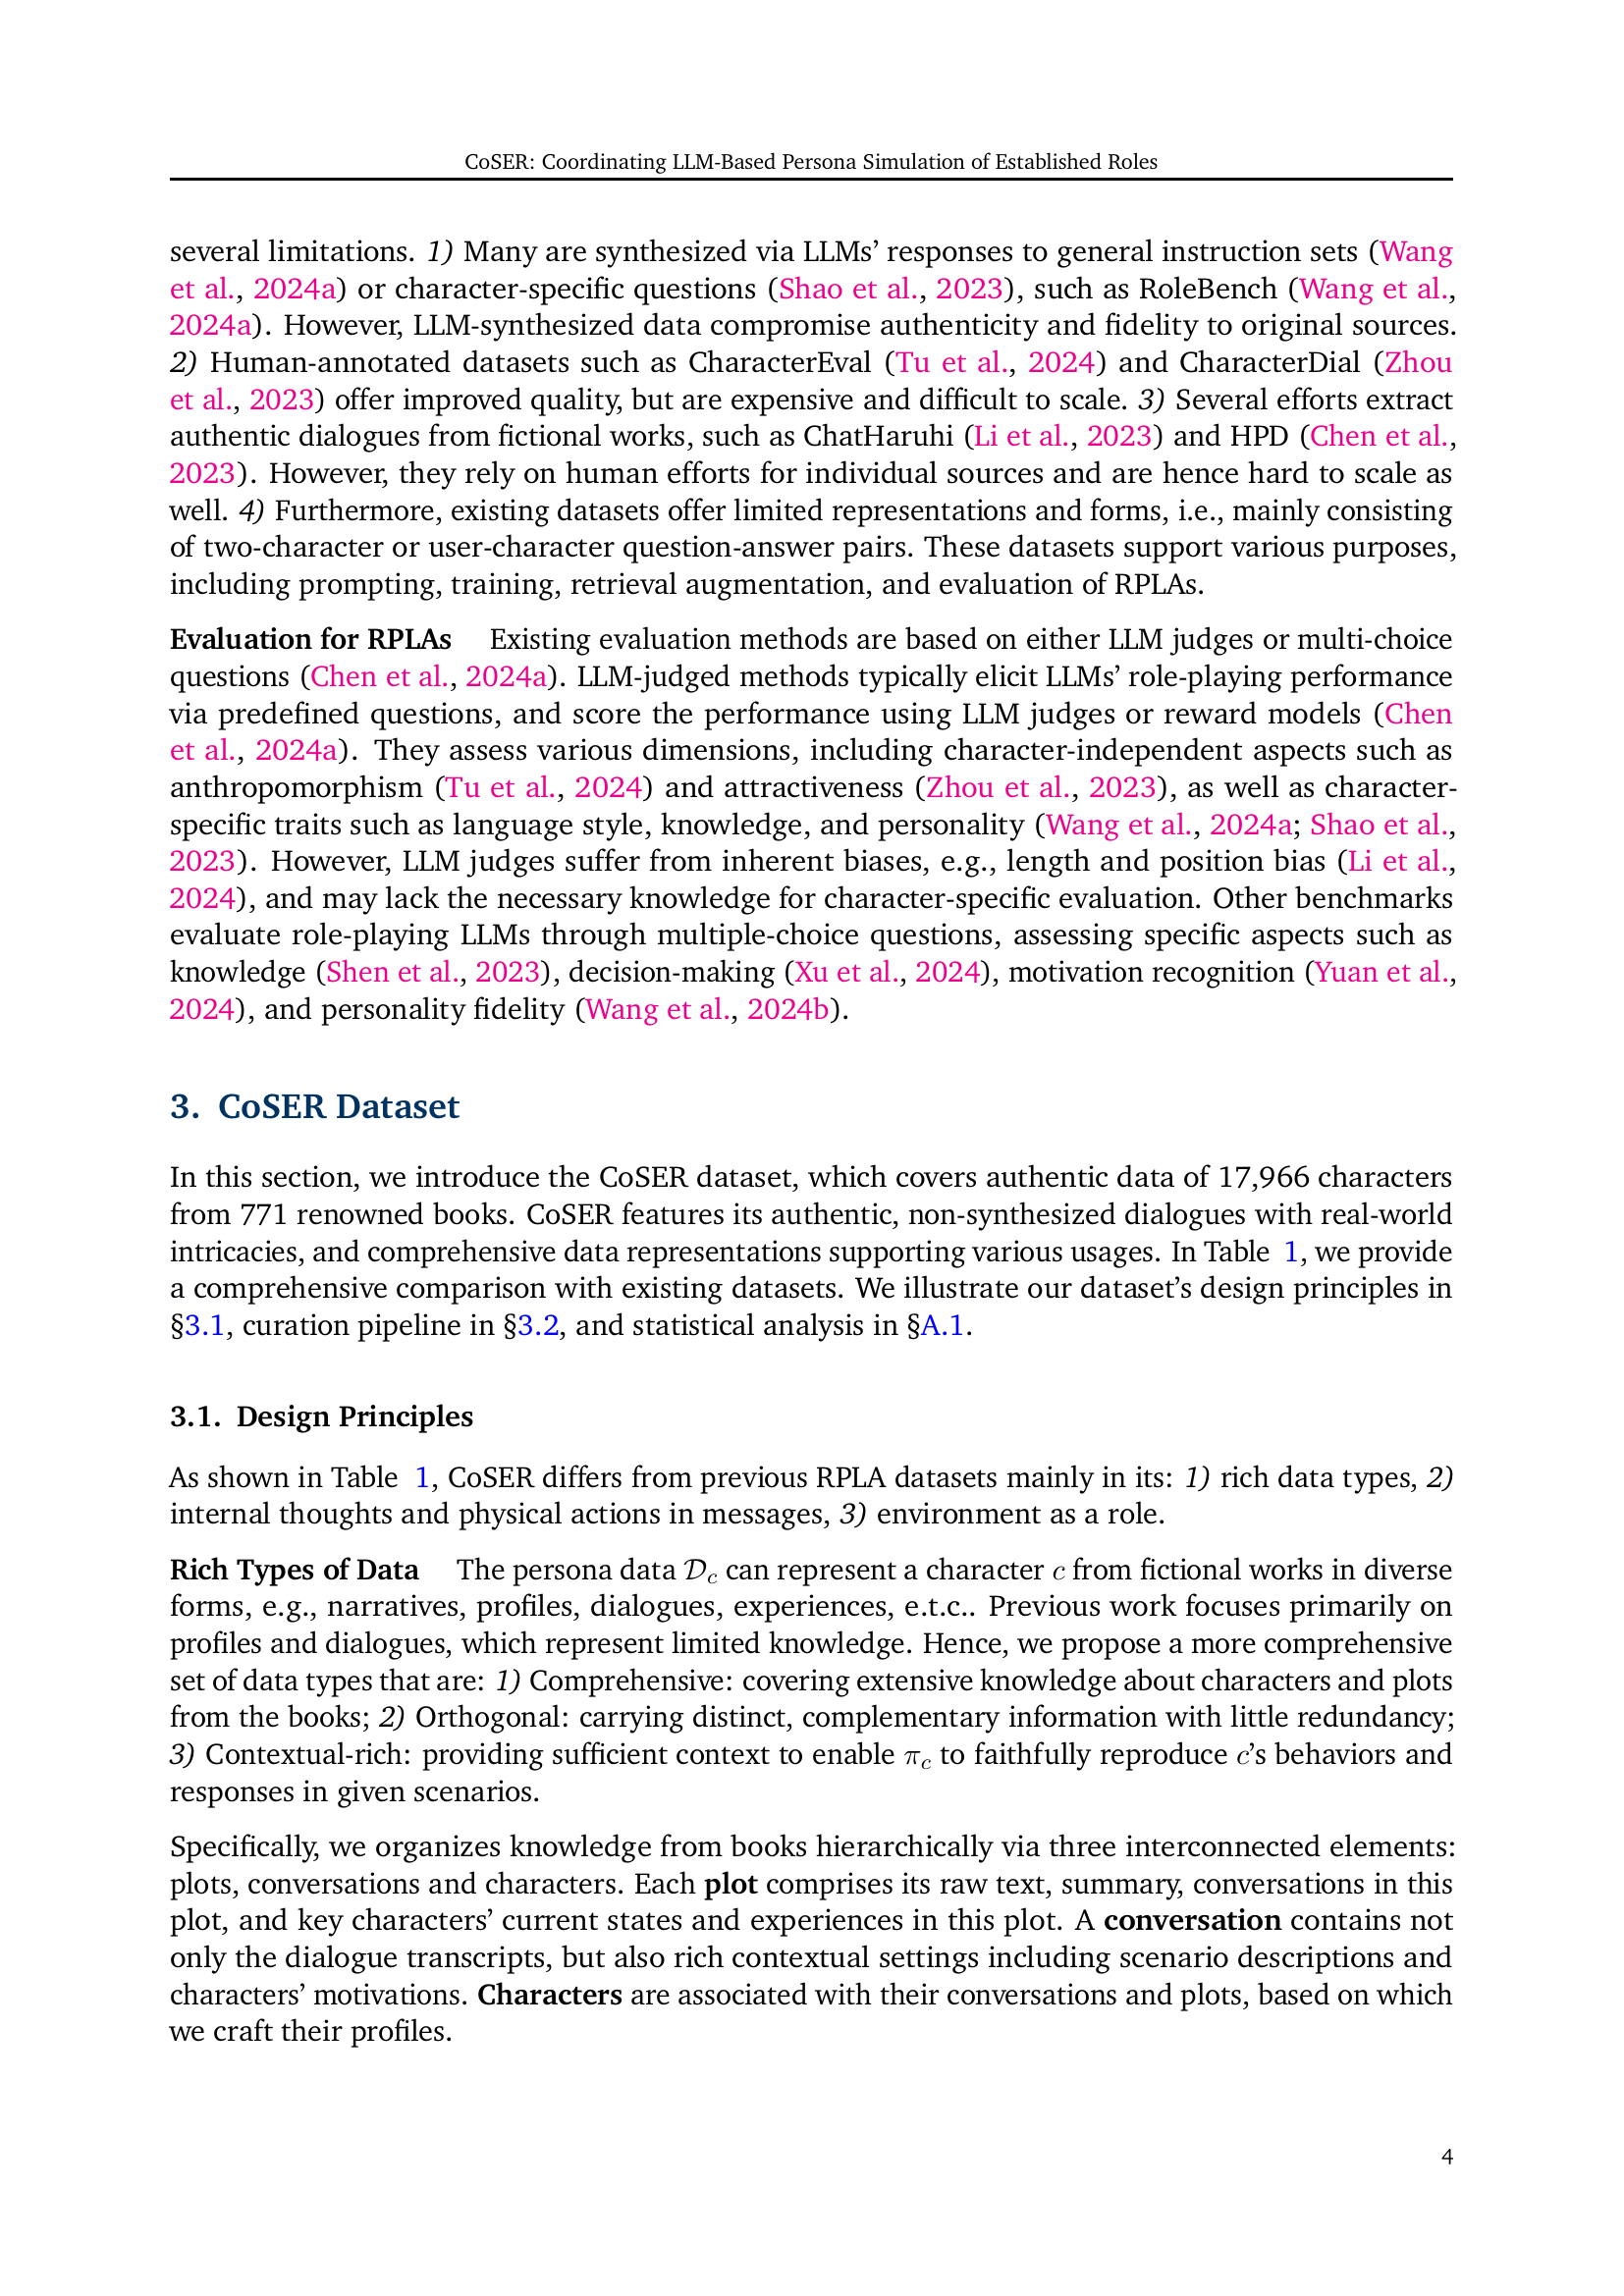 CoSER: Coordinating LLM-Based Persona Simulation of Established Roles
several limitations. 1) Many are synthesized via LLMs’ responses to general instruction sets (Wang
et al., 2024a) or character-specific questions (Shao et al., 2023), such as RoleBench (Wang et al.,
2024a). However, LLM-synthesized data compromise authenticity and fidelity to original sources.
2) Human-annotated datasets such as CharacterEval (Tu et al., 2024) and CharacterDial (Zhou
et al., 2023) offer improved quality, but are expensive and difficult to scale. 3) Several efforts extract
authentic dialogues from fictional works, such as ChatHaruhi (Li et al., 2023) and HPD (Chen et al.,
2023). However, they rely on human efforts for individual sources and are hence hard to scale as
well. 4) Furthermore, existing datasets offer limited representations and forms, i.e., mainly consisting
of two-character or user-character question-answer pairs. These datasets support various purposes,
including prompting, training, retrieval augmentation, and evaluation of RPLAs.
Evaluation for RPLAs Existing evaluation methods are based on either LLM judges or multi-choice
questions (Chen et al., 2024a). LLM-judged methods typically elicit LLMs’ role-playing performance
via predefined questions, and score the performance using LLM judges or reward models (Chen
et al., 2024a). They assess various dimensions, including character-independent aspects such as
anthropomorphism (Tu et al., 2024) and attractiveness (Zhou et al., 2023), as well as character-
specific traits such as language style, knowledge, and personality (Wang et al., 2024a; Shao et al.,
2023). However, LLM judges suffer from inherent biases, e.g., length and position bias (Li et al.,
2024), and may lack the necessary knowledge for character-specific evaluation. Other benchmarks
evaluate role-playing LLMs through multiple-choice questions, assessing specific aspects such as
knowledge (Shen et al., 2023), decision-making (Xu et al., 2024), motivation recognition (Yuan et al.,
2024), and personality fidelity (Wang et al., 2024b).
3. CoSER Dataset
In this section, we introduce the CoSER dataset, which covers authentic data of 17,966 characters
from 771 renowned books. CoSER features its authentic, non-synthesized dialogues with real-world
intricacies, and comprehensive data representations supporting various usages. In Table 1, we provide
a comprehensive comparison with existing datasets. We illustrate our dataset’s design principles in
§3.1, curation pipeline in §3.2, and statistical analysis in §A.1.
3.1. Design Principles
As shown in Table 1, CoSER differs from previous RPLA datasets mainly in its: 1) rich data types, 2)
internal thoughts and physical actions in messages, 3) environment as a role.
Rich Types of Data The persona data 𝒟c can represent a character c from fictional works in diverse
forms, e.g., narratives, profiles, dialogues, experiences, e.t.c.. Previous work focuses primarily on
profiles and dialogues, which represent limited knowledge. Hence, we propose a more comprehensive
set of data types that are: 1) Comprehensive: covering extensive knowledge about characters and plots
from the books; 2) Orthogonal: carrying distinct, complementary information with little redundancy;
3) Contextual-rich: providing sufficient context to enable πc to faithfully reproduce c’s behaviors and
responses in given scenarios.
Specifically, we organizes knowledge from books hierarchically via three interconnected elements:
plots, conversations and characters. Each plot comprises its raw text, summary, conversations in this
plot, and key characters’ current states and experiences in this plot. A conversation contains not
only the dialogue transcripts, but also rich contextual settings including scenario descriptions and
characters’ motivations. Characters are associated with their conversations and plots, based on which
we craft their profiles.
4